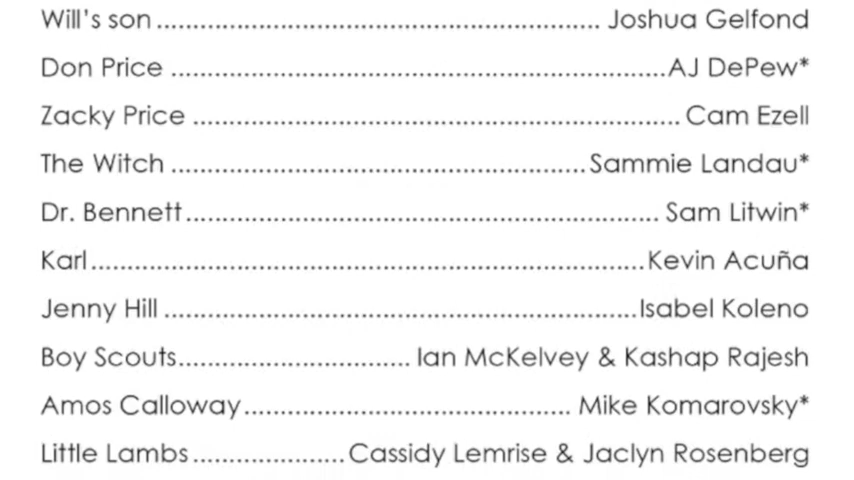 Will's son ............................................................ Joshua Gelfond
Don Price ...................................................................AJ DePew*
Zacky Price .................................................................. Cam Ezell
The Witch ........................................................Sammie Landau*
Dr. Bennett................................................................ Sam Litwin*
Karl...........................................................................Kevin Acuña
Jenny Hill ................................................................Isabel Koleno
Boy Scouts................................ Ian McKelvey & Kashap Rajesh
Amos Calloway............................................ Mike Komarovsky*
Little Lambs.....................Cassidy Lemrise & Jaclyn Rosenberg